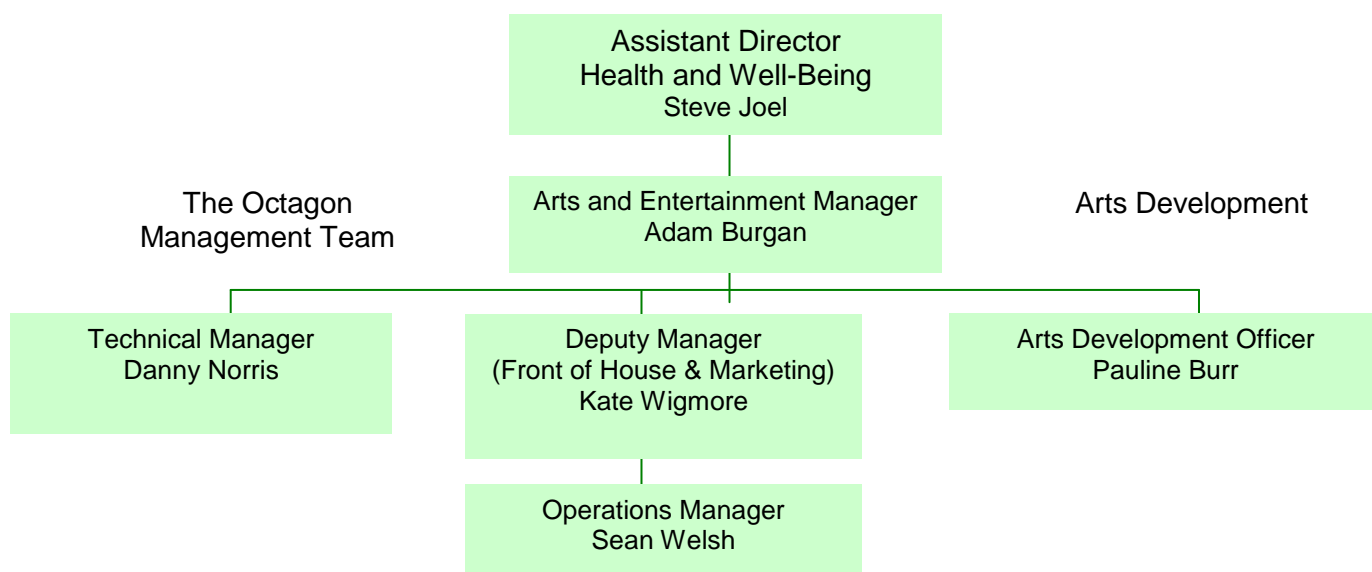 Assistant Director
Health and Well-Being
Steve Joel
The Octagon
Management Team
Arts and Entertainment Manager
Adam Burgan
Arts Development
Technical Manager
Danny Norris
Deputy Manager
(Front of House & Marketing)
Kate Wigmore
Arts Development Officer
Pauline Burr
Operations Manager
Sean Welsh